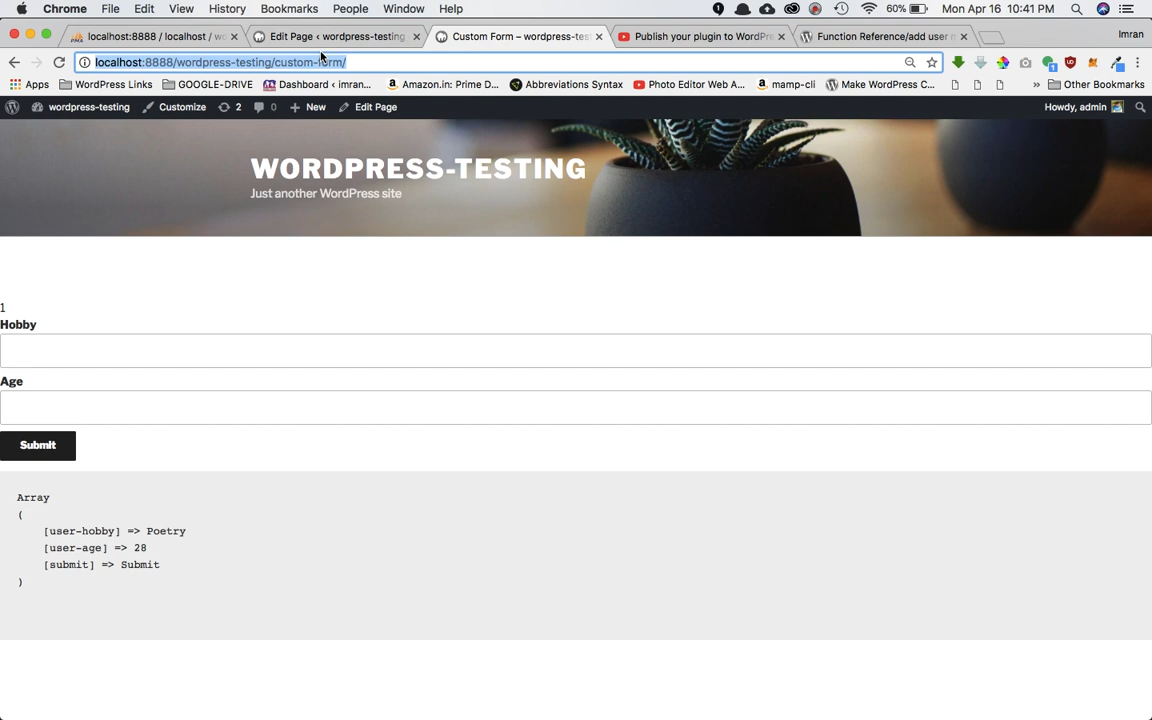 Chrome File Edit View History Bookmarks People Window Help 60% Mon Apr 16 10:41 PM
localhost:8888 / localhost / wo Edit Page ‹ wordpress-testing Custom Form – wordpress-tes Publish your plugin to WordPr Function Reference/add user m Imran
localhost:8888/wordpress-testing/custom-form/
Apps WordPress Links GOOGLE-DRIVE Dashboard ‹ imran... Amazon.in: Prime D... Abbreviations Syntax Photo Editor Web A... mamp-cli Make WordPress C... » Other Bookmarks
wordpress-testing Customize 2 0 New Edit Page Howdy, admin
WORDPRESS-TESTING
Just another WordPress site
1
Hobby
Age
Submit
Array
(
[user-hobby] => Poetry
[user-age] => 28
[submit] => Submit
)